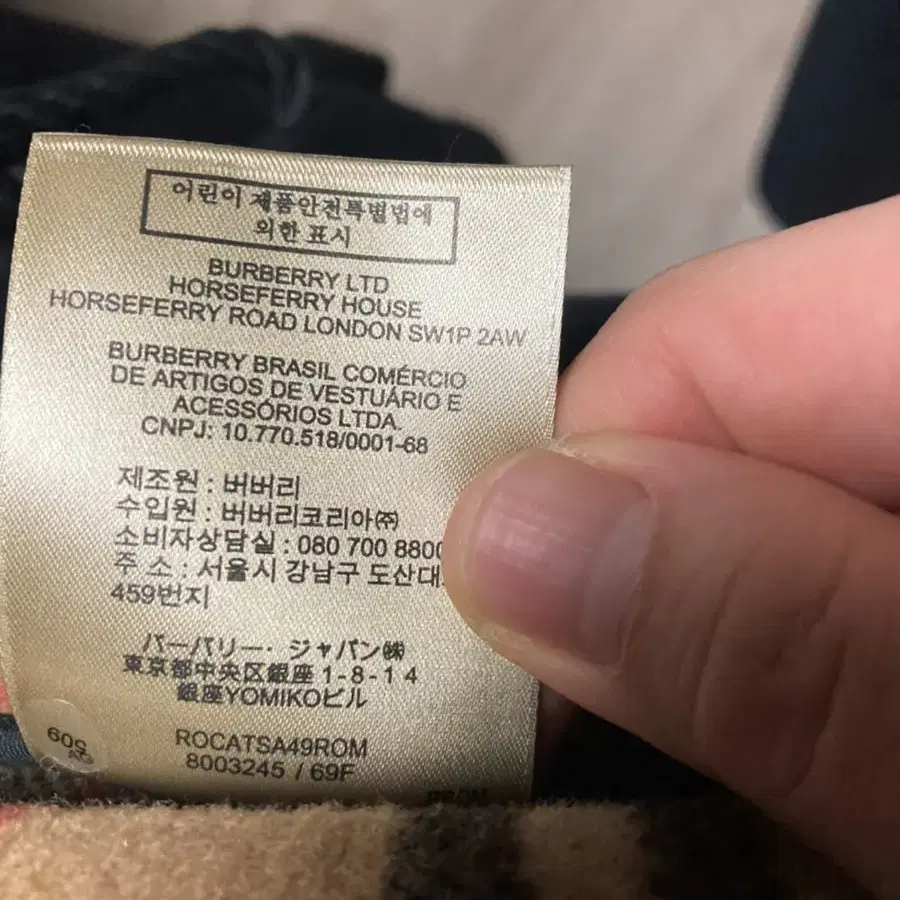 어린이 제품안전특별법에
의한 표시
BURBERRY LTD
HORSEFERRY HOUSE
HORSEFERRY ROAD LONDON SW1P 2AW
BURBERRY BRASIL COMÉRCIO
DE ARTIGOS DE VESTUÁRIO E
ACESSÓRIOS LTDA.
CNPJ: 10.770.518/0001-68
제조원 : 버버리
수입원 : 버버리코리아㈜
소비자상담실 : 080 700 8800
주 소 : 서울시 강남구 도산대
459번지
バーバリー・ジャパン㈱
東京都中央区銀座 1-8-14
銀座YOMIKOビル
ROCATSA49ROM
8003245 / 69F